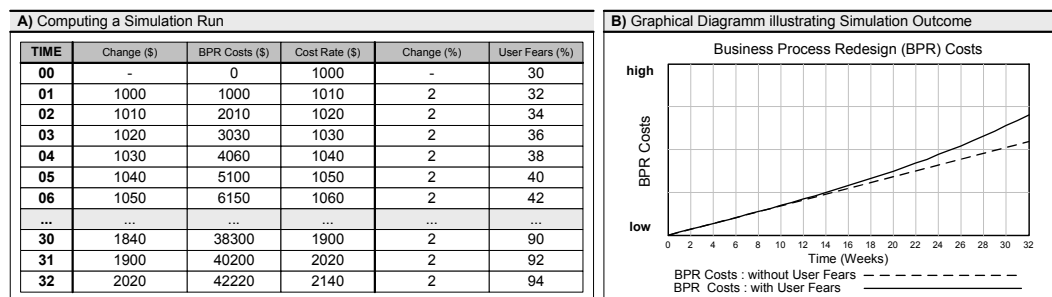 A) Computing a Simulation Run
TIME Change ($) BPR Costs ($) Cost Rate ($) Change (%) User Fears (%)
00 - 0 1000 - 30
01 1000 1000 1010 2 32
02 1010 2010 1020 2 34
03 1020 3030 1030 2 36
04 1030 4060 1040 2 38
05 1040 5100 1050 2 40
06 1050 6150 1060 2 42
... ... ... ... ... ...
30 1840 38300 1900 2 90
31 1900 40200 2020 2 92
32 2020 42220 2140 2 94
B) Graphical Diagramm illustrating Simulation Outcome
Business Process Redesign (BPR) Costs
high
BPR Costs
low
0 2 4 6 8 10 12 14 16 18 20 22 24 26 28 30 32
Time (Weeks)
BPR Costs : without User Fears
BPR Costs : with User Fears